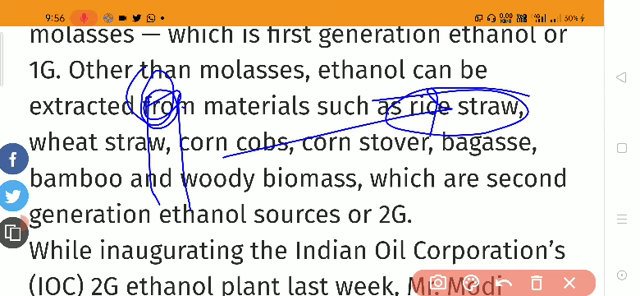 9:56
50%
molasses — which is first generation ethanol or
1G. Other than molasses, ethanol can be
extracted from materials such as rice straw,
wheat straw, corn cobs, corn stover, bagasse,
bamboo and woody biomass, which are second
generation ethanol sources or 2G.
While inaugurating the Indian Oil Corporation’s
(IOC) 2G ethanol plant last week, Mr. Modi